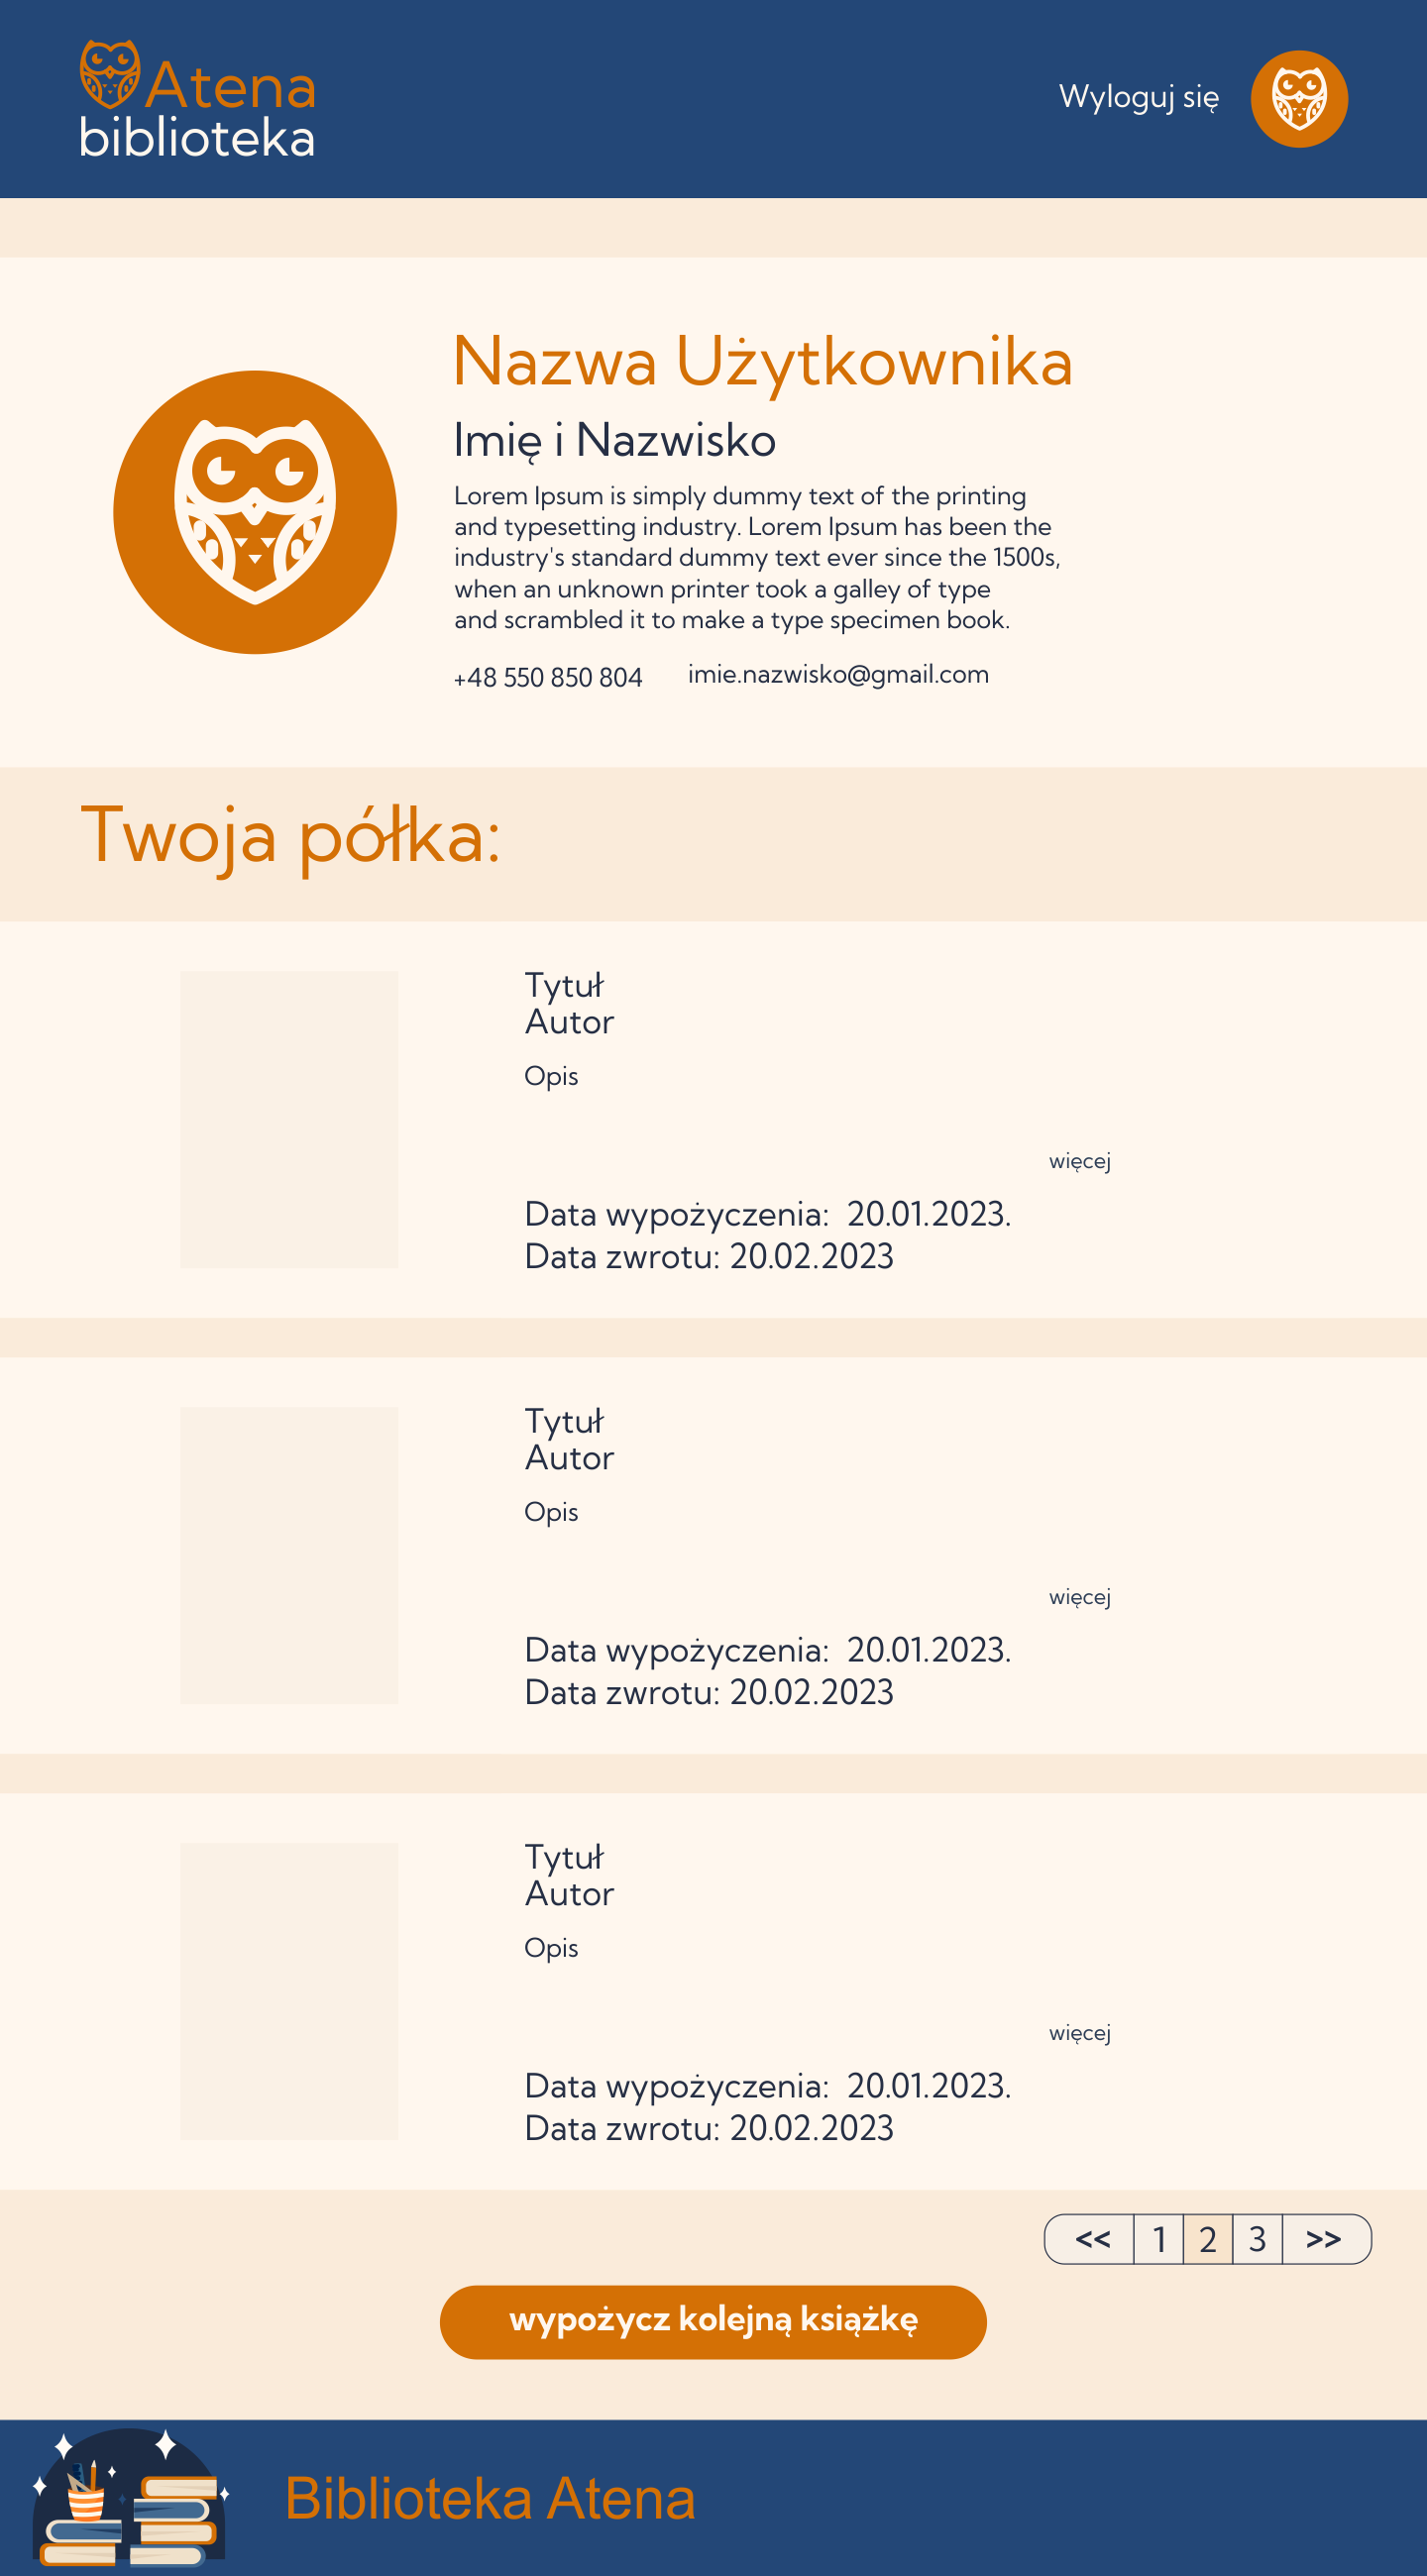 Atena
biblioteka
Wyloguj się
Nazwa Użytkownika
Imię i Nazwisko
Lorem Ipsum is simply dummy text of the printing
and typesetting industry. Lorem Ipsum has been the
industry's standard dummy text ever since the 1500s,
when an unknown printer took a galley of type
and scrambled it to make a type specimen book.
+48 550 850 804 imie.nazwisko@gmail.com
Twoja półka:
Tytuł
Autor
Opis
więcej
Data wypożyczenia: 20.01.2023.
Data zwrotu: 20.02.2023
Tytuł
Autor
Opis
więcej
Data wypożyczenia: 20.01.2023.
Data zwrotu: 20.02.2023
Tytuł
Autor
Opis
więcej
Data wypożyczenia: 20.01.2023.
Data zwrotu: 20.02.2023
<< 1 2 3 >>
wypożycz kolejną książkę
Biblioteka Atena